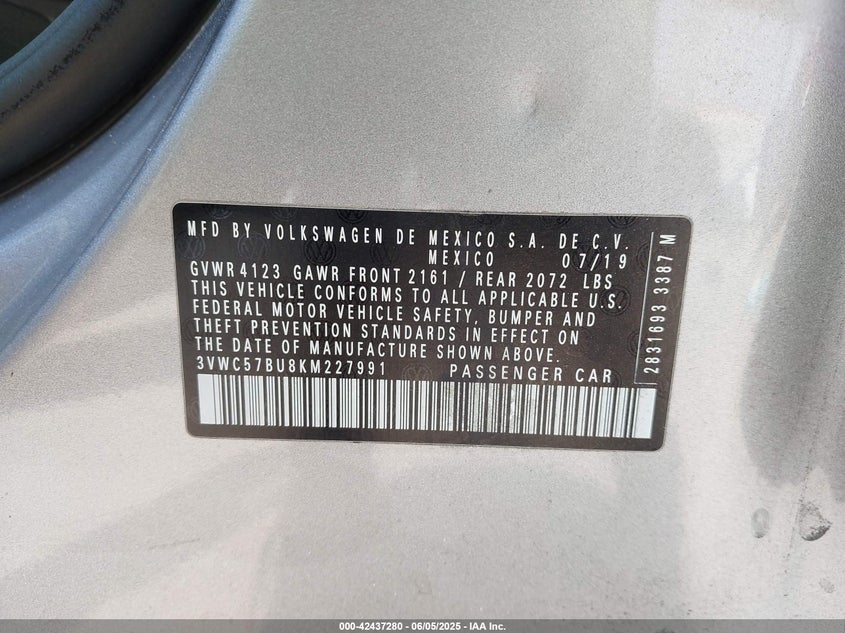 MFD BY VOLKSWAGEN DE MEXICO S.A. DE C.V.
MEXICO 07/19
GVWR 4123 GAWR FRONT 2161 / REAR 2072 LBS
THIS VEHICLE CONFORMS TO ALL APPLICABLE U.S.
FEDERAL MOTOR VEHICLE SAFETY, BUMPER AND
THEFT PREVENTION STANDARDS IN EFFECT ON
THE DATE OF MANUFACTURE SHOWN ABOVE.
3VWC57BU8KM227991 PASSENGER CAR
2831693 3387 M
000-42437280 - 06/05/2025 - IAA Inc.